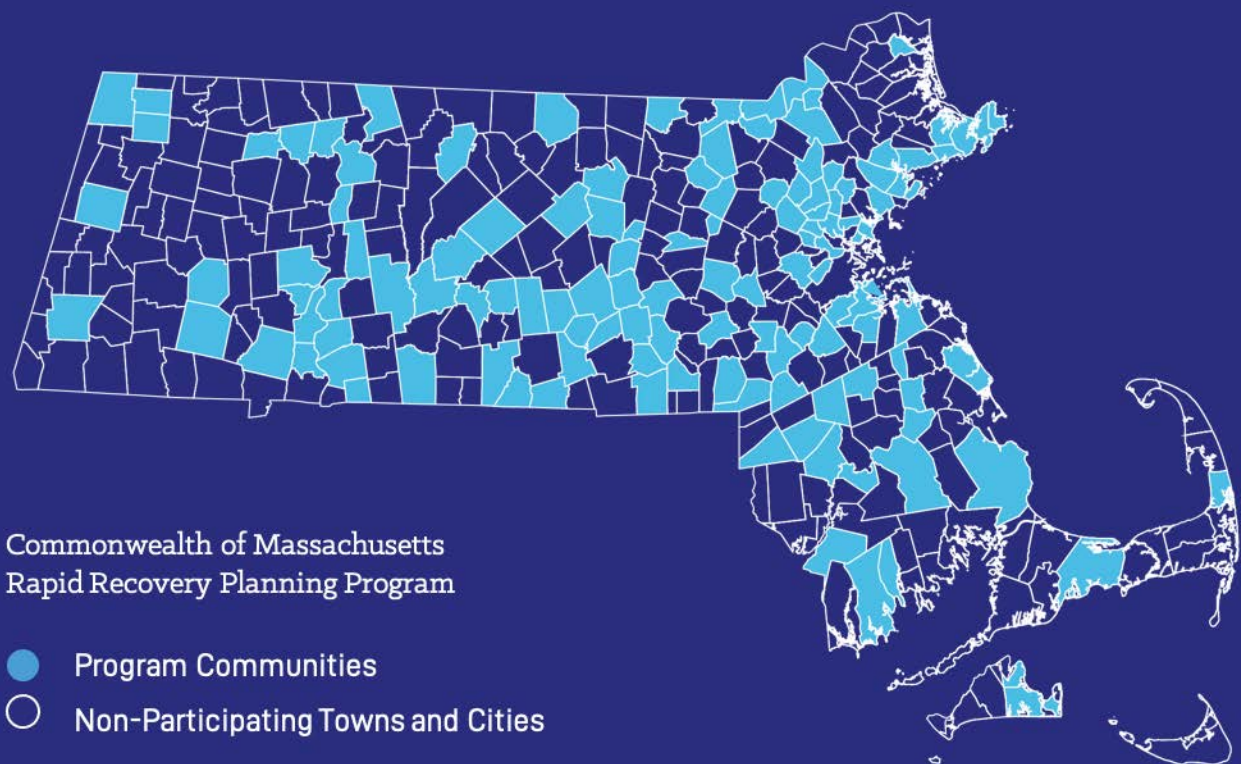 Commonwealth of Massachusetts
Rapid Recovery Planning Program
Program Communities
Non-Participating Towns and Cities